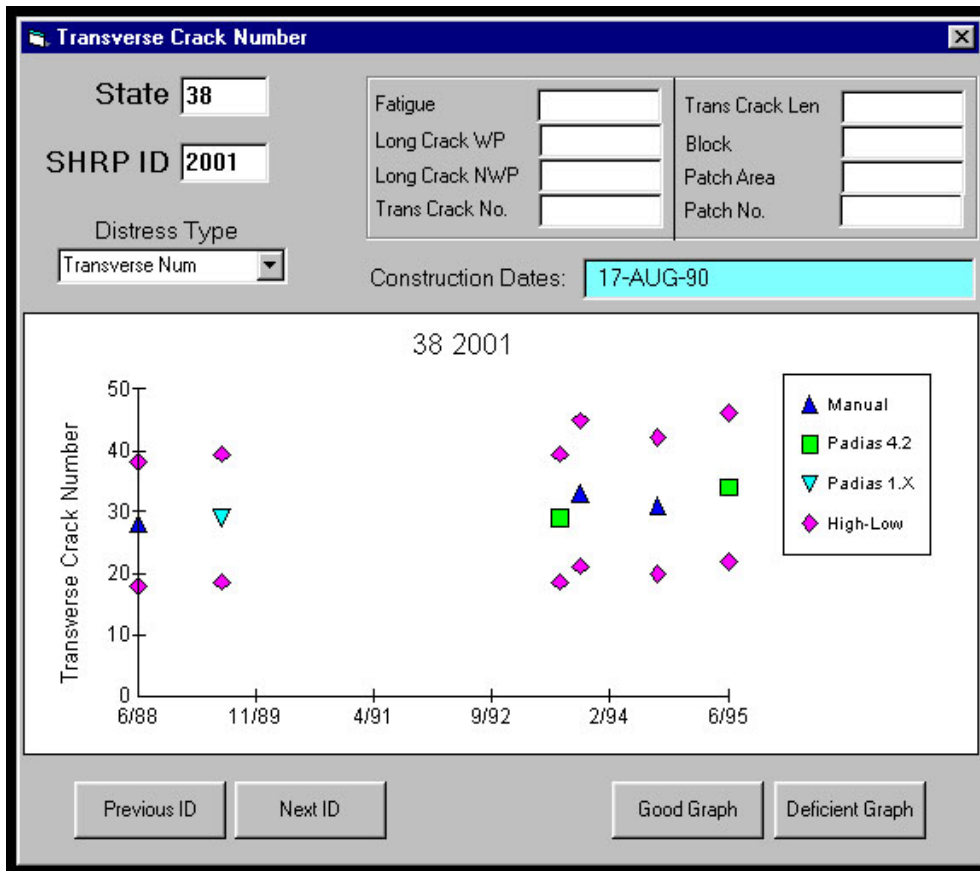 Transverse Crack Number
State 38
SHRP ID 2001
Distress Type
Transverse Num
Fatigue
Long Crack WP
Long Crack NWP
Trans Crack No.
Trans Crack Len
Block
Patch Area
Patch No.
Construction Dates: 17-AUG-90
38 2001
Transverse Crack Number
50
40
30
20
10
0
6/88 11/89 4/91 9/92 2/94 6/95
Manual
Padias 4.2
Padias 1.X
High-Low
Previous ID
Next ID
Good Graph
Deficient Graph